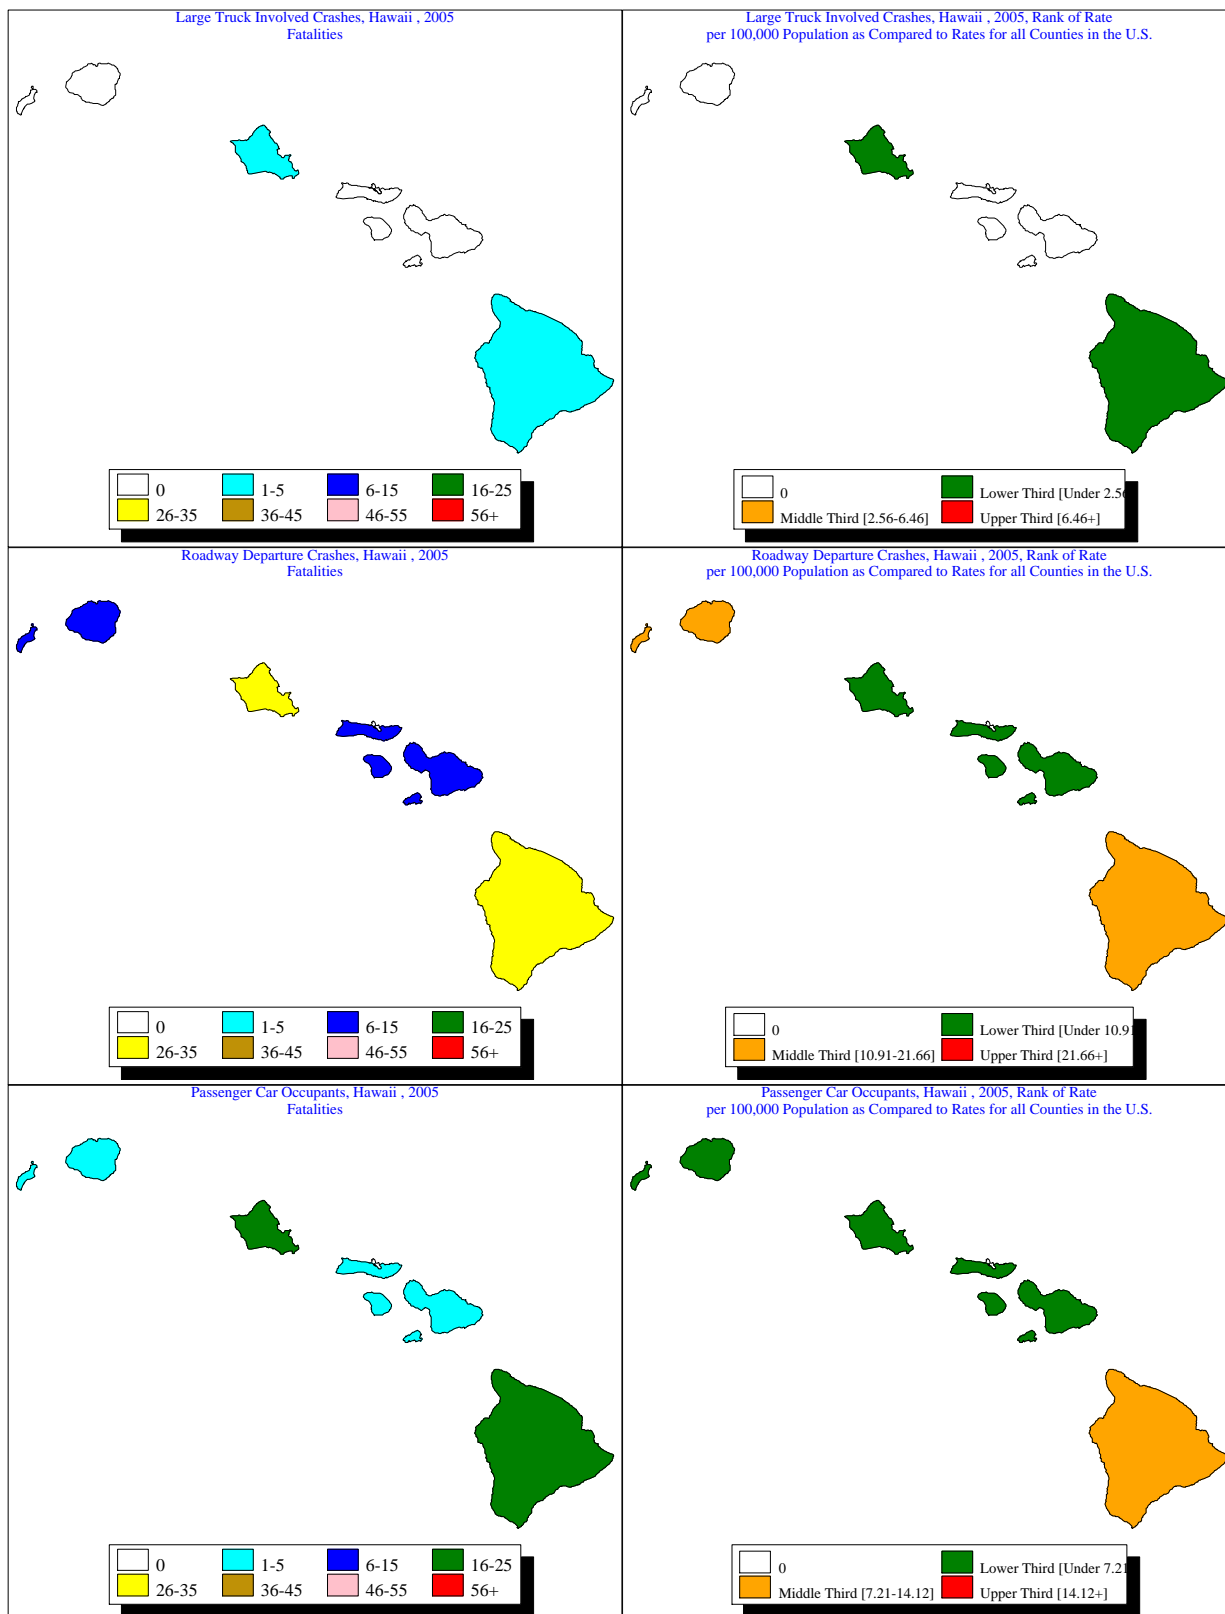 Large Truck Involved Crashes, Hawaii , 2005
Fatalities
0
1-5
6-15
16-25
26-35
36-45
46-55
56+
Large Truck Involved Crashes, Hawaii , 2005, Rank of Rate
per 100,000 Population as Compared to Rates for all Counties in the U.S.
0
Lower Third [Under 2.56
Middle Third [2.56-6.46]
Upper Third [6.46+]
Roadway Departure Crashes, Hawaii , 2005
Fatalities
0
1-5
6-15
16-25
26-35
36-45
46-55
56+
Roadway Departure Crashes, Hawaii , 2005, Rank of Rate
per 100,000 Population as Compared to Rates for all Counties in the U.S.
0
Lower Third [Under 10.91
Middle Third [10.91-21.66]
Upper Third [21.66+]
Passenger Car Occupants, Hawaii , 2005
Fatalities
0
1-5
6-15
16-25
26-35
36-45
46-55
56+
Passenger Car Occupants, Hawaii , 2005, Rank of Rate
per 100,000 Population as Compared to Rates for all Counties in the U.S.
0
Lower Third [Under 7.21
Middle Third [7.21-14.12]
Upper Third [14.12+]